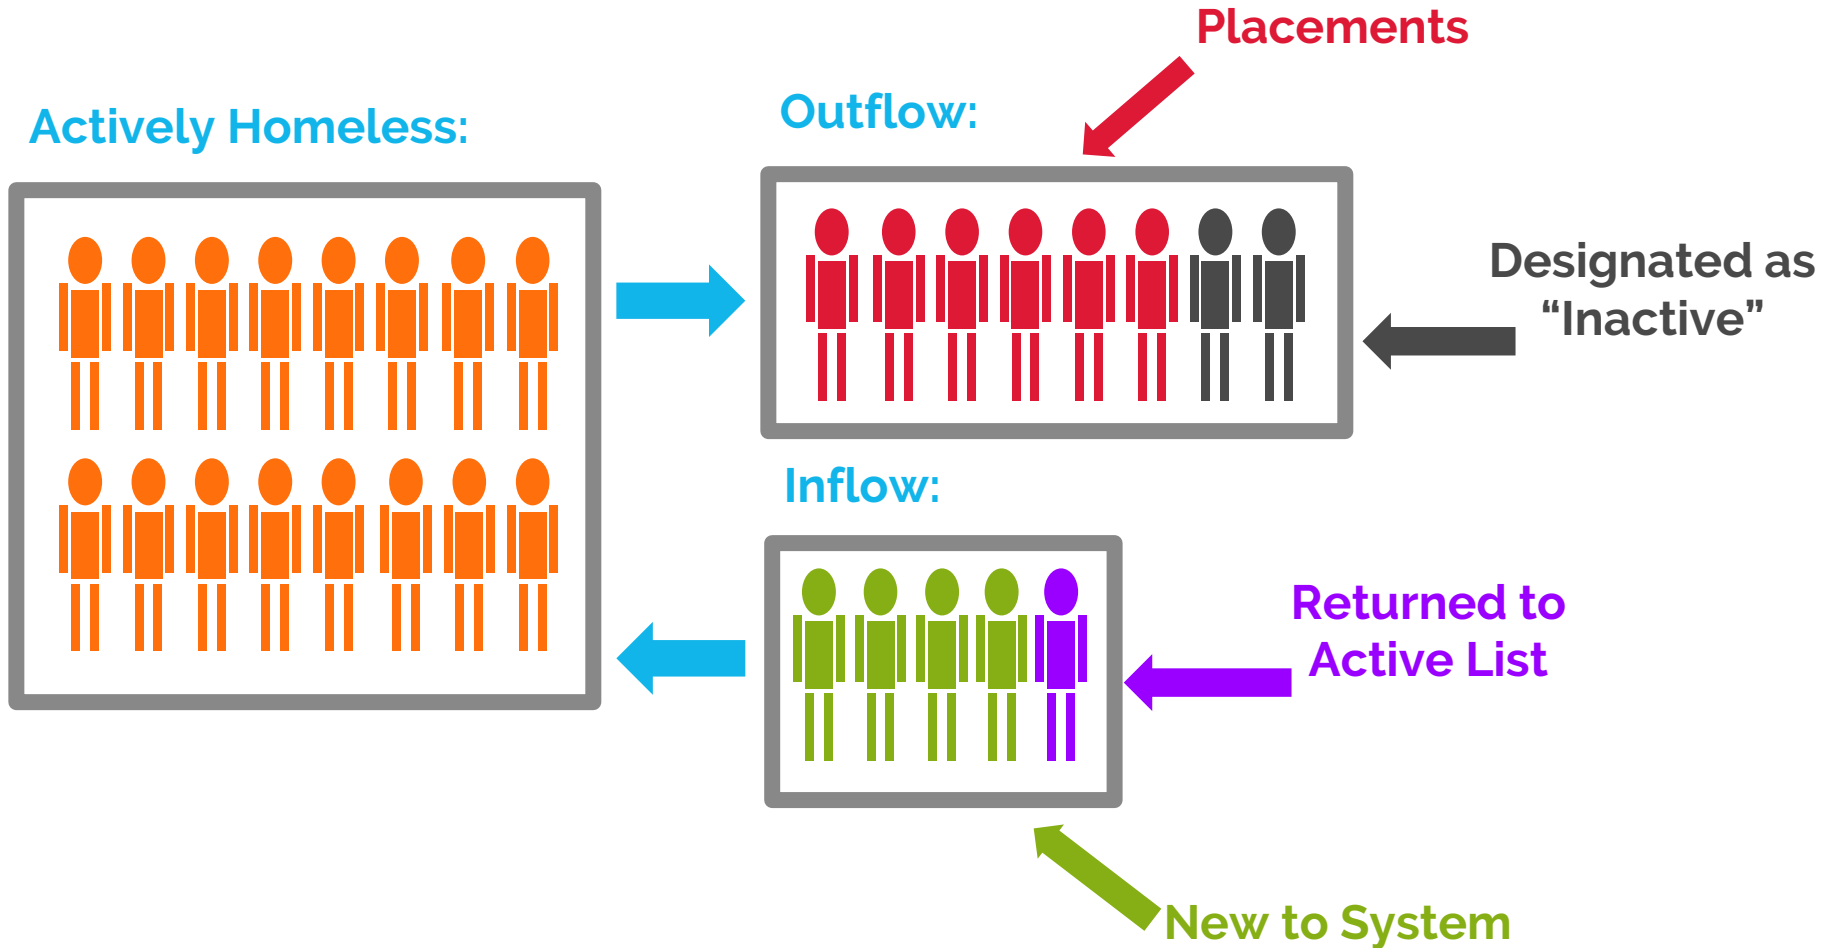 Placements
Actively Homeless:
Outflow:
Designated as
“Inactive”
Inflow:
Returned to
Active List
New to System